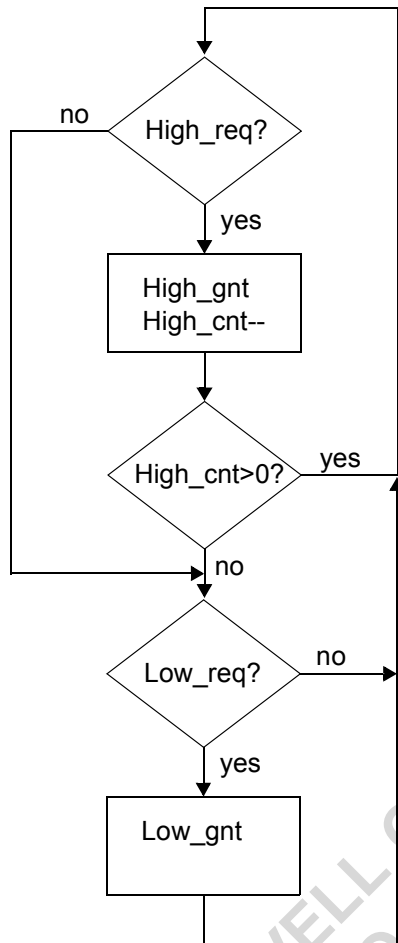 High_req?
no
yes
High_gnt
High_cnt--
High_cnt>0?
yes
no
Low_req?
no
yes
Low_gnt